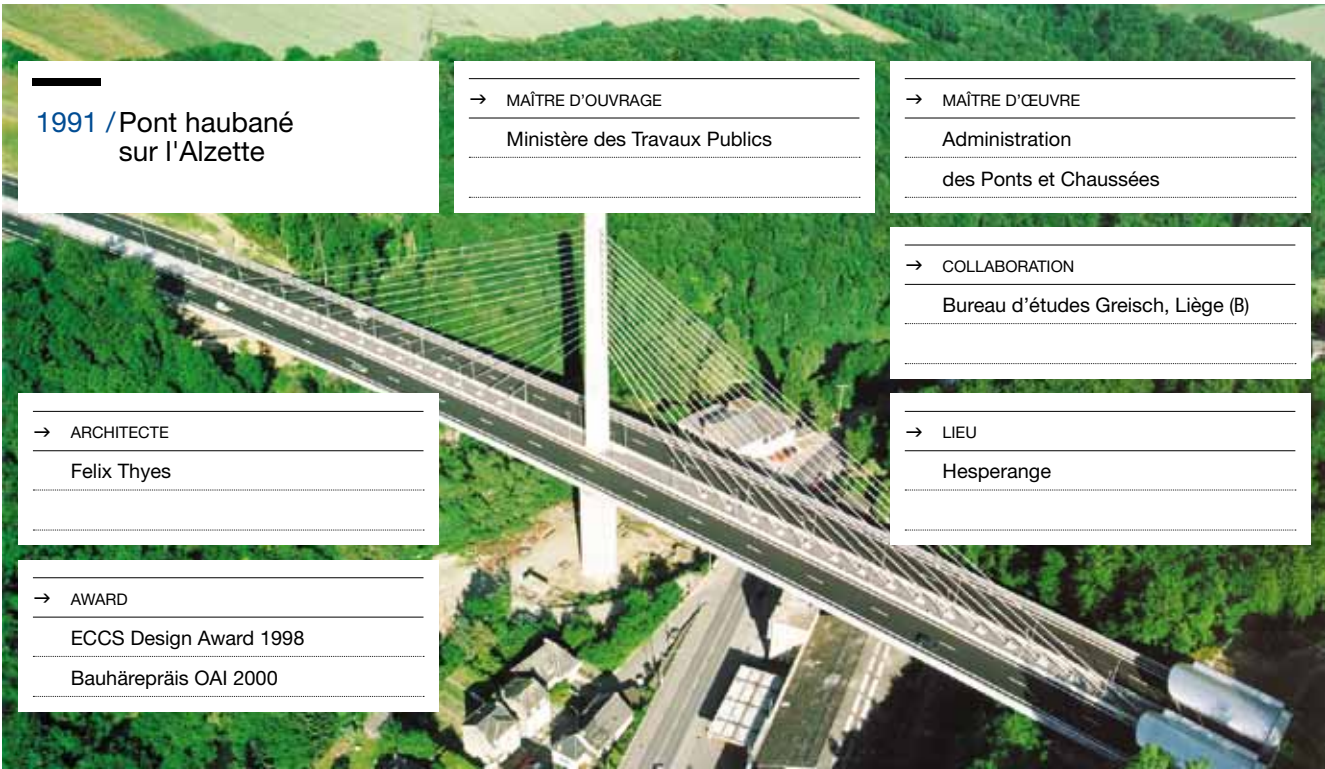 1991 / Pont haubané
sur l'Alzette
→ MAÎTRE D'OUVRAGE
Ministère des Travaux Publics
→ MAÎTRE D'ŒUVRE
Administration
des Ponts et Chaussées
→ COLLABORATION
Bureau d'études Greisch, Liège (B)
→ ARCHITECTE
Felix Thyes
→ LIEU
Hesperange
→ AWARD
ECCS Design Award 1998
Bauhärepräis OAI 2000